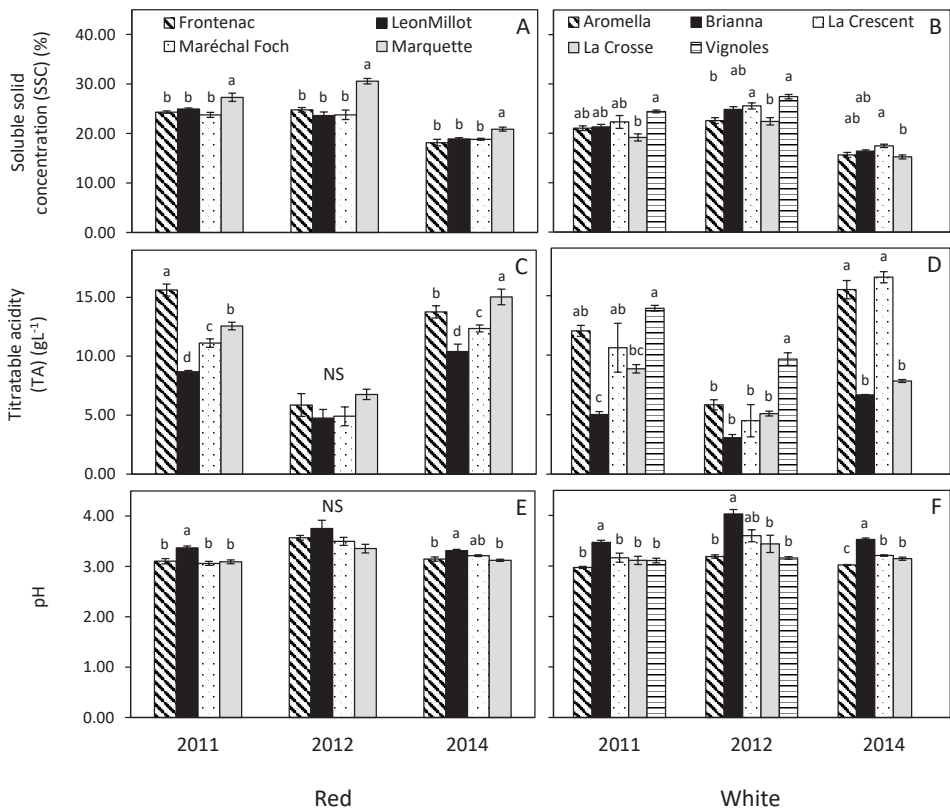 Frontenac LeonMillot A
Maréchal Foch Marquette
Aromella Brianna La Crescent B
La Crosse Vignoles
Soluble solid
concentration (SSC) (%)
40.00
30.00
20.00
10.00
0.00
b b b a
b b b a
b b b a
ab ab ab b a
b ab a b a
ab ab a b
Titratable acidity
(TA) (gL-1)
C
15.00
10.00
5.00
0.00
a d c b
NS
b d c a
D
ab c ab bc a
b b b b a
a b a b
pH
E
4.00
3.00
2.00
1.00
0.00
b a b b
NS
b a ab b
F
b a b b b
b a ab b b
c a b b
2011 2012 2014
2011 2012 2014
Red White